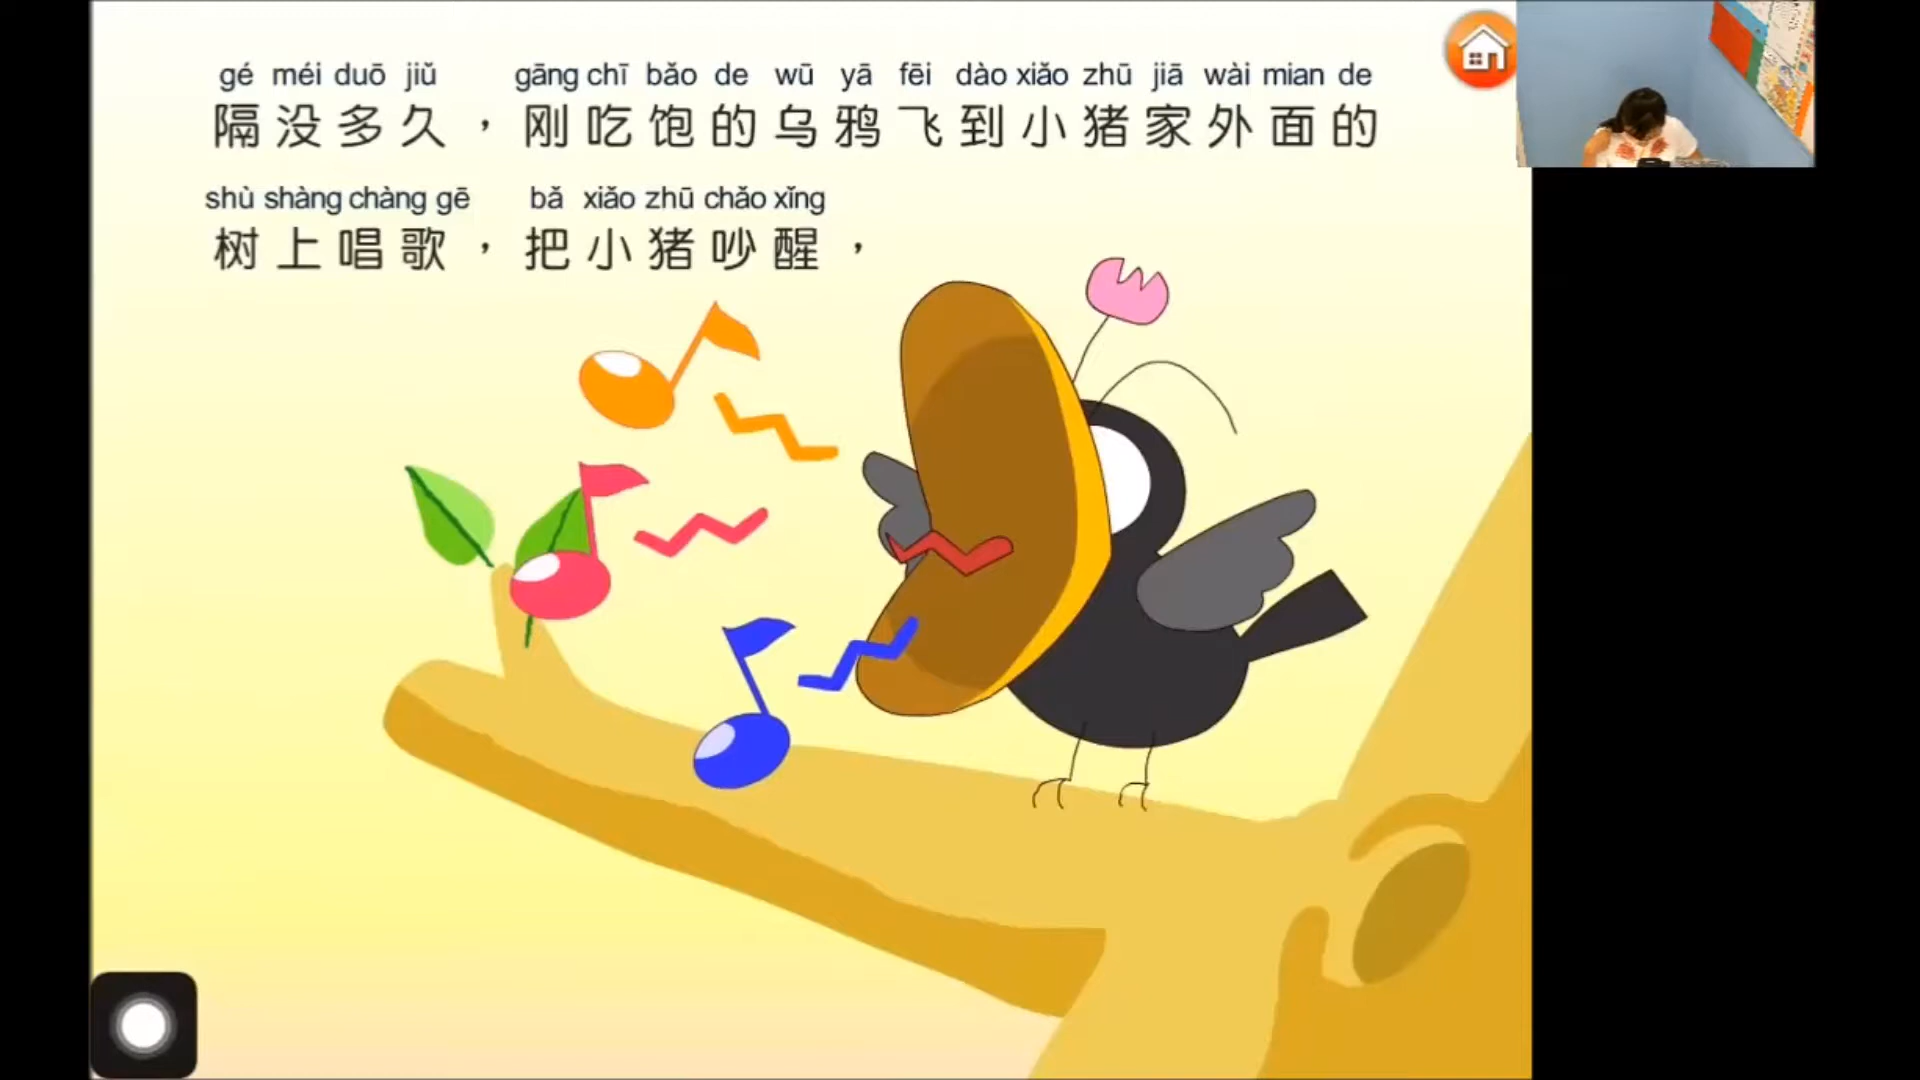 gé méi duō jiǔ gāng chī bǎo de wū yā fēi dào xiǎo zhū jiā wài mian de
隔没多久，刚吃饱的乌鸦飞到小猪家外面的
shù shàng chàng gē bǎ xiǎo zhū chǎo xǐng
树上唱歌，把小猪吵醒，